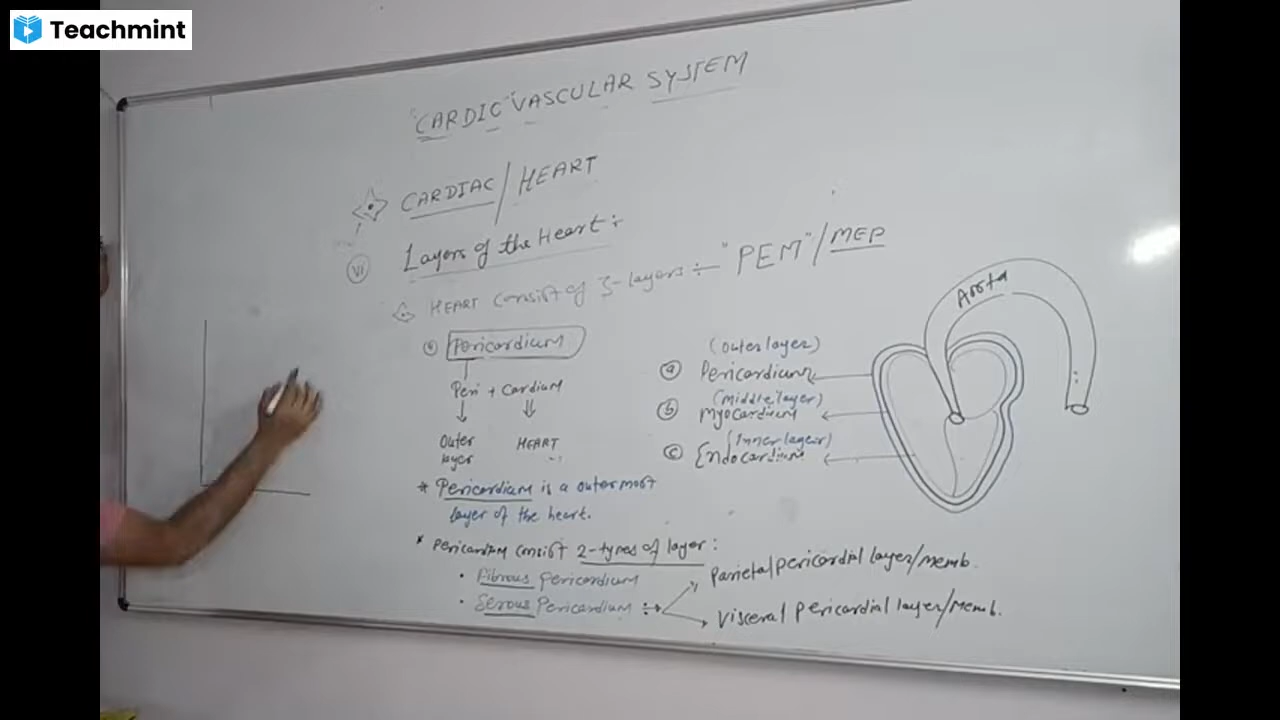 Teachmint
"CARDIO" VASCULAR SYSTEM
CARDIAC/HEART
vi Layers of the Heart :
HEART consist of 3-layers :- "PEM"/MEP
a Pericardium
Peri + Cardium
Outer layer
HEART
* Pericardium is a outermost
layer of the heart.
* Pericardium consist 2-types of layer :
• Fibrous pericardium
• Serous Pericardium :→
Parietal pericardial layer/memb.
Visceral pericardial layer/Memb.
(Outer layer)
a Pericardium
(Middle layer)
b Myocardium
(Inner layer)
c Endocardium
Aorta